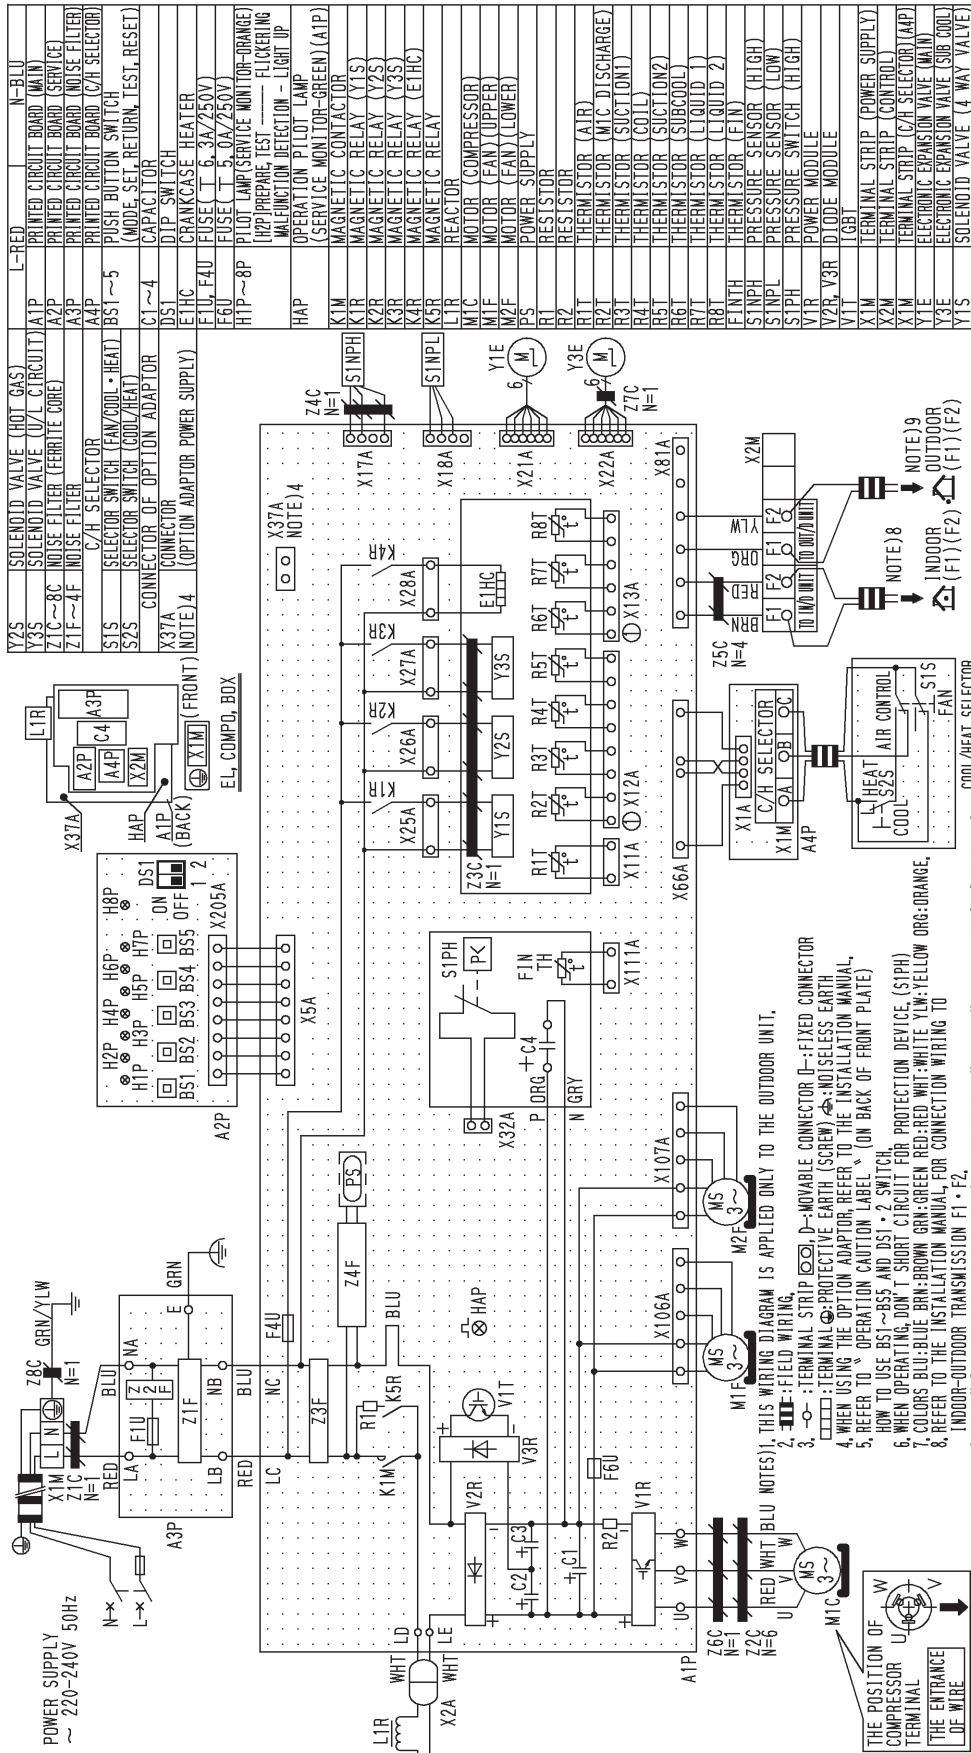 POWER SUPPLY
~ 220-240V 50Hz
N
L
X1M
L N
Z1C
N=1
Z8C
N=1
GRN/YLW
RED
BLU
LA
NA
F1U
Z2F
Z1F
E
GRN
LB
NB
A3P
RED
BLU
LC
NC
F4U
Z3F
Z4F
PS
R1
K1M
K5R
BLU
HAP
L1R
X2A
WHT
WHT
LD
LE
V2R
V3R
V1T
C2
C3
C1
R2
F6U
V1R
A1P
U V W
Z6C
N=1
Z2C
N=6
RED WHT BLU
U V W
MS
3~
M1C
THE POSITION OF
COMPRESSOR
TERMINAL
U
V
W
THE ENTRANCE
OF WIRE
X106A
MS
3~
M1F
X107A
MS
3~
M2F
H1P H2P H3P H4P H5P H6P H7P H8P
BS1 BS2 BS3 BS4 BS5
DS1
ON
OFF
1 2
A2P
X205A
X5A
X32A
S1PH
P<
FIN
TH
X111A
P ORG
C4
N GRY
L1R
A3P
C4
A2P
A4P
X2M
X1M
X37A
HAP
A1P
(BACK)
(FRONT)
EL. COMPO. BOX
K1R
K2R
K3R
K4R
X25A
X26A
X27A
X28A
X37A
NOTE)4
Z3C
N=1
Y1S
Y2S
Y3S
E1HC
R1T
R2T
R3T
R4T
R5T
R6T
R7T
R8T
X11A
X12A
X13A
X17A
X18A
X21A
X22A
X81A
X66A
Z4C
N=1
S1NPH
S1NPL
6
M
Y1E
6
M
Y3E
Z7C
N=1
X1A
C/H SELECTOR
A B C
X1M
A4P
HEAT
COOL
S2S
AIR CONTROL
S1S
FAN
COOL/HEAT SELECTOR
Z5C
N=4
BRN
RED
ORG
YLW
X2M
F1 F2 F1 F2
TO IN/D UNIT
TO OUT/D UNIT
NOTE)8
INDOOR
(F1)(F2)
NOTE)9
OUTDOOR
(F1)(F2)
NOTES)1. THIS WIRING DIAGRAM IS APPLIED ONLY TO THE OUTDOOR UNIT.
2. :FIELD WIRING.
3. :TERMINAL STRIP :MOVABLE CONNECTOR :FIXED CONNECTOR
:TERMINAL :PROTECTIVE EARTH (SCREW) :NOISELESS EARTH
4. WHEN USING THE OPTION ADAPTOR, REFER TO THE INSTALLATION MANUAL.
5. REFER TO "OPERATION CAUTION LABEL" (ON BACK OF FRONT PLATE)
HOW TO USE BS1~BS5 AND DS1・2 SWITCH.
6. WHEN OPERATING, DON'T SHORT CIRCUIT FOR PROTECTION DEVICE. (S1PH)
7. COLORS BLU:BLUE BRN:BROWN GRN:GREEN RED:RED WHT:WHITE YLW:YELLOW ORG:ORANGE.
8. REFER TO THE INSTALLATION MANUAL, FOR CONNECTION WIRING TO
INDOOR-OUTDOOR TRANSMISSION F1・F2.
Y2S SOLENOID VALVE (HOT GAS)
Y3S SOLENOID VALVE (U/L CIRCUIT)
Z1C~8C NOISE FILTER (FERRITE CORE)
Z1F~4F NOISE FILTER
C/H SELECTOR
S1S SELECTOR SWITCH (FAN/COOL・HEAT)
S2S SELECTOR SWITCH (COOL/HEAT)
CONNECTOR OF OPTION ADAPTOR
X37A CONNECTOR
NOTE)4 (OPTION ADAPTOR POWER SUPPLY)
L-RED N-BLU
A1P PRINTED CIRCUIT BOARD (MAIN)
A2P PRINTED CIRCUIT BOARD (SERVICE)
A3P PRINTED CIRCUIT BOARD (NOISE FILTER)
A4P PRINTED CIRCUIT BOARD (C/H SELECTOR)
BS1~5 PUSH BUTTON SWITCH
(MODE, SET, RETURN, TEST, RESET)
C1~4 CAPACITOR
DS1 DIP SWITCH
E1HC CRANKCASE HEATER
F1U, F4U FUSE (T 6.3A/250V)
F6U FUSE (T 5.0A/250V)
H1P~8P PILOT LAMP (SERVICE MONITOR-ORANGE)
[H2P] PREPARE, TEST ------- FLICKERING
MALFUNCTION DETECTION - LIGHT UP
HAP OPERATION PILOT LAMP
(SERVICE MONITOR-GREEN) (A1P)
K1M MAGNETIC CONTACTOR
K1R MAGNETIC RELAY (Y1S)
K2R MAGNETIC RELAY (Y2S)
K3R MAGNETIC RELAY (Y3S)
K4R MAGNETIC RELAY (E1HC)
K5R MAGNETIC RELAY
L1R REACTOR
M1C MOTOR (COMPRESSOR)
M1F MOTOR (FAN) (UPPER)
M2F MOTOR (FAN) (LOWER)
PS POWER SUPPLY
R1 RESISTOR
R2 RESISTOR
R1T THERMISTOR (AIR)
R2T THERMISTOR (M1C DISCHARGE)
R3T THERMISTOR (SUCTION1)
R4T THERMISTOR (COIL)
R5T THERMISTOR (SUCTION2)
R6T THERMISTOR (SUBCOOL)
R7T THERMISTOR (LIQUID 1)
R8T THERMISTOR (LIQUID 2)
FINTH THERMISTOR (FIN)
S1NPH PRESSURE SENSOR (HIGH)
S1NPL PRESSURE SENSOR (LOW)
S1PH PRESSURE SWITCH (HIGH)
V1R POWER MODULE
V2R, V3R DIODE MODULE
V1T IGBT
X1M TERMINAL STRIP (POWER SUPPLY)
X2M TERMINAL STRIP (CONTROL)
X1M TERMINAL STRIP (C/H SELECTOR) (A4P)
Y1E ELECTRONIC EXPANSION VALVE (MAIN)
Y3E ELECTRONIC EXPANSION VALVE (SUB COOL)
Y1S SOLENOID VALVE (4 WAY VALVE)